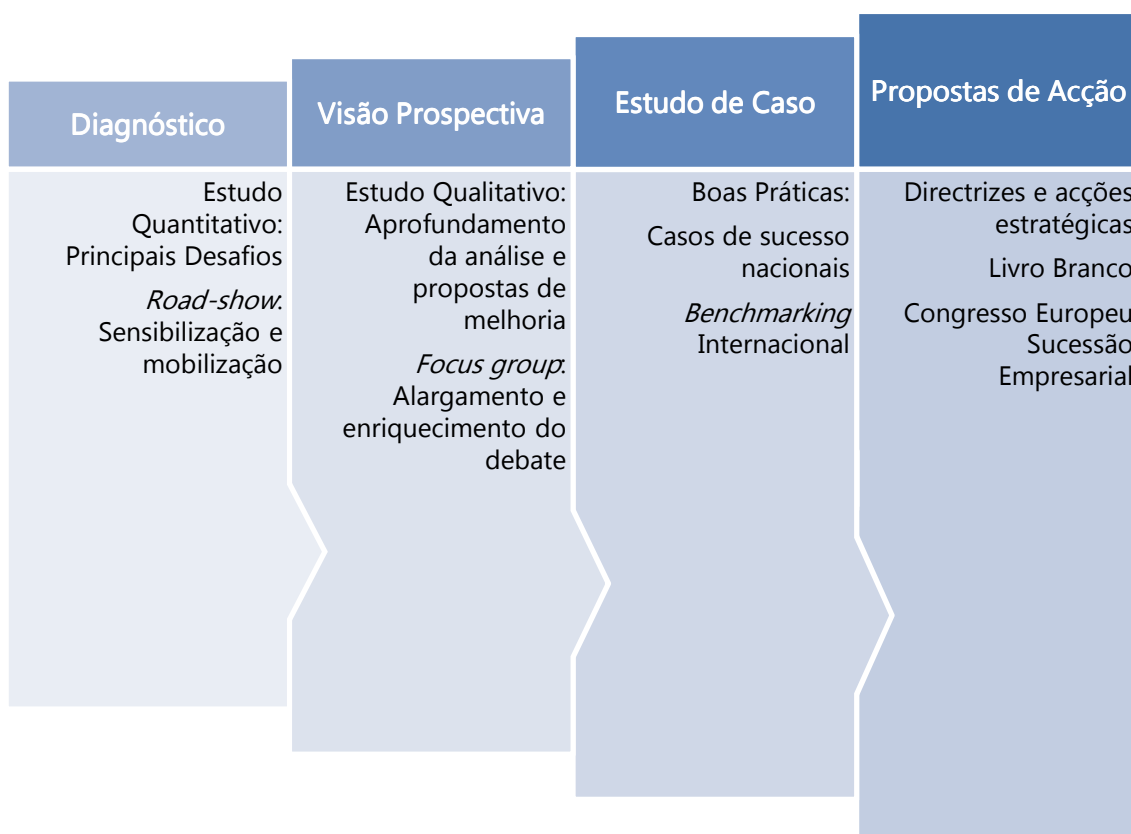 Diagnóstico
Estudo
Quantitativo:
Principais Desafios
Road-show:
Sensibilização e
mobilização
Visão Prospectiva
Estudo Qualitativo:
Aprofundamento
da análise e
propostas de
melhoria
Focus group:
Alargamento e
enriquecimento do
debate
Estudo de Caso
Boas Práticas:
Casos de sucesso
nacionais
Benchmarking
Internacional
Propostas de Acção
Directrizes e acções
estratégicas
Livro Branco
Congresso Europeu
Sucessão
Empresarial